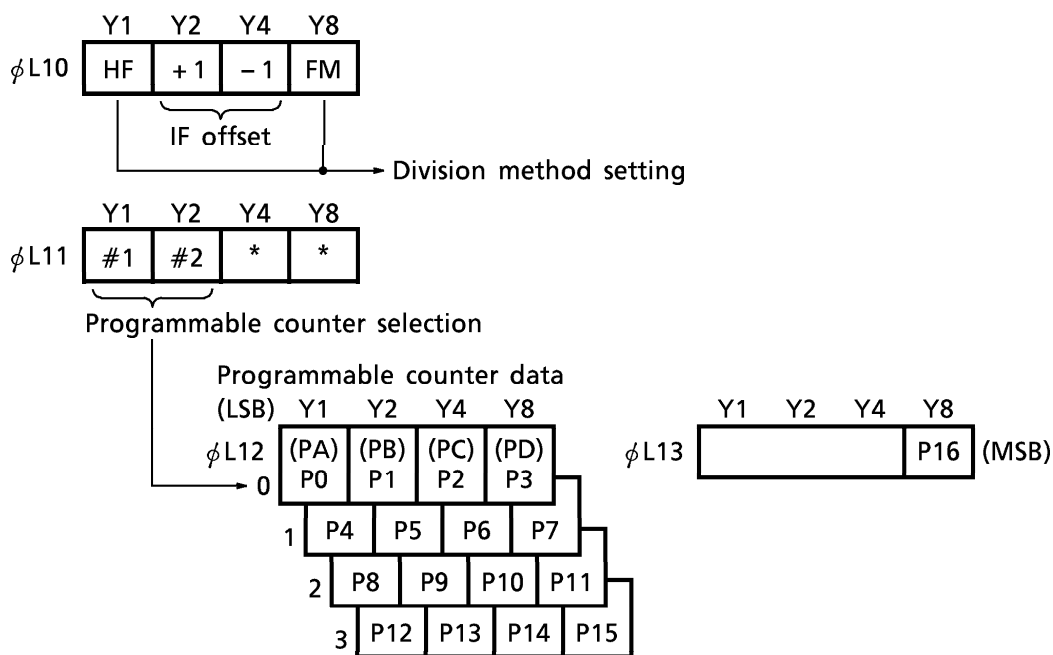 Y1 Y2 Y4 Y8
φL10 HF +1 −1 FM
IF offset
Division method setting
Y1 Y2 Y4 Y8
φL11 #1 #2 * *
Programmable counter selection
Programmable counter data
(LSB) Y1 Y2 Y4 Y8
φL12 (PA) (PB) (PC) (PD)
0 P0 P1 P2 P3
1 P4 P5 P6 P7
2 P8 P9 P10 P11
3 P12 P13 P14 P15
Y1 Y2 Y4 Y8
φL13 P16 (MSB)